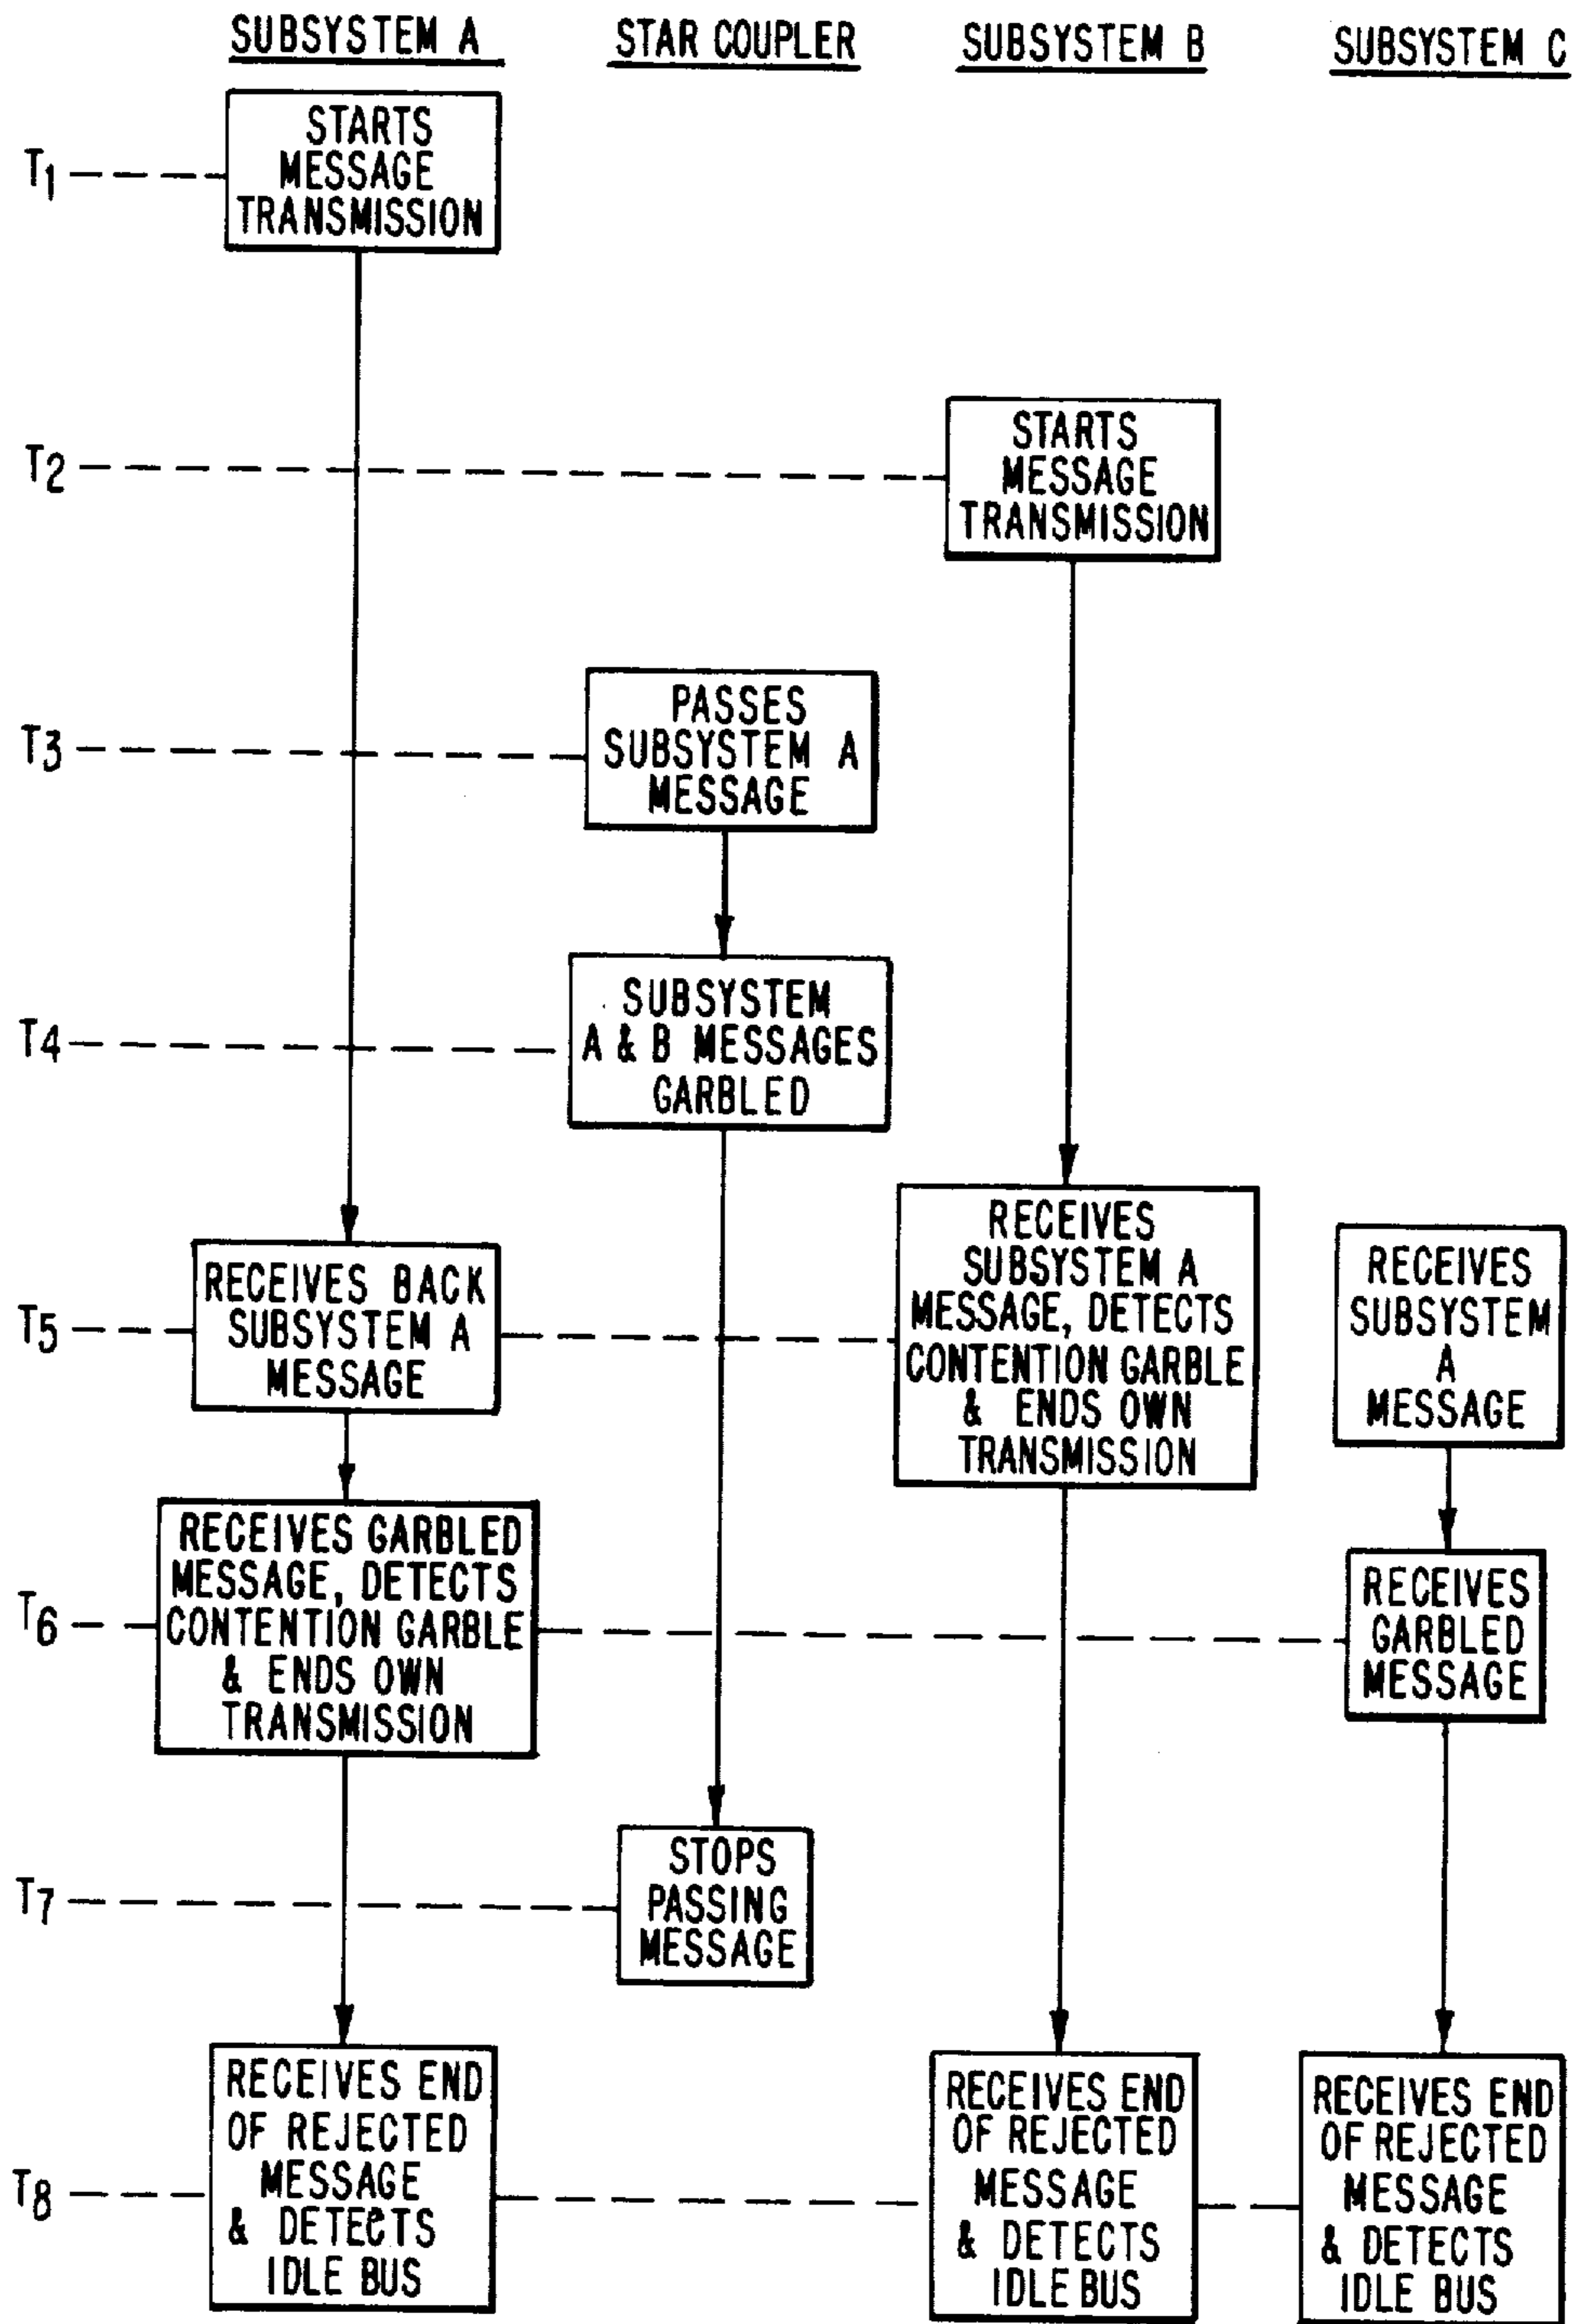 SUBSYSTEM A
STAR COUPLER
SUBSYSTEM B
SUBSYSTEM C
T1
STARTS
MESSAGE
TRANSMISSION
T2
STARTS
MESSAGE
TRANSMISSION
T3
PASSES
SUBSYSTEM A
MESSAGE
T4
SUBSYSTEM
A & B MESSAGES
GARBLED
T5
RECEIVES BACK
SUBSYSTEM A
MESSAGE
RECEIVES
SUBSYSTEM A
MESSAGE, DETECTS
CONTENTION GARBLE
& ENDS OWN
TRANSMISSION
RECEIVES
SUBSYSTEM
A
MESSAGE
T6
RECEIVES GARBLED
MESSAGE, DETECTS
CONTENTION GARBLE
& ENDS OWN
TRANSMISSION
RECEIVES
GARBLED
MESSAGE
T7
STOPS
PASSING
MESSAGE
T8
RECEIVES END
OF REJECTED
MESSAGE
& DETECTS
IDLE BUS
RECEIVES END
OF REJECTED
MESSAGE
& DETECTS
IDLE BUS
RECEIVES END
OF REJECTED
MESSAGE
& DETECTS
IDLE BUS